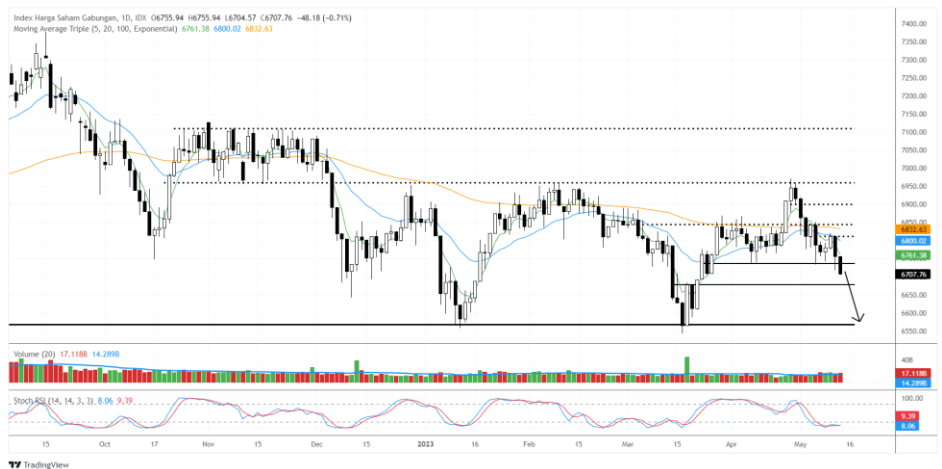 Index Harga Saham Gabungan, 1D, IDX O6755.94 H6755.94 L6704.57 C6707.76 −48.18 (−0.71%)
Moving Average Triple (5, 20, 100, Exponential) 6761.38 6800.02 6832.63
7400.00
7350.00
7300.00
7250.00
7200.00
7150.00
7100.00
7050.00
7000.00
6950.00
6900.00
6850.00
6832.63
6800.02
6761.38
6707.76
6650.00
6600.00
6550.00
Volume (20) 17.118B 14.289B
40B
17.118B
14.289B
Stoch RSI (14, 14, 3, 3) 8.06 9.39
100.00
9.39
8.06
15 Oct 17 Nov 15 Dec 15 2023 16 Feb 15 Mar 15 Apr May 16
TradingView